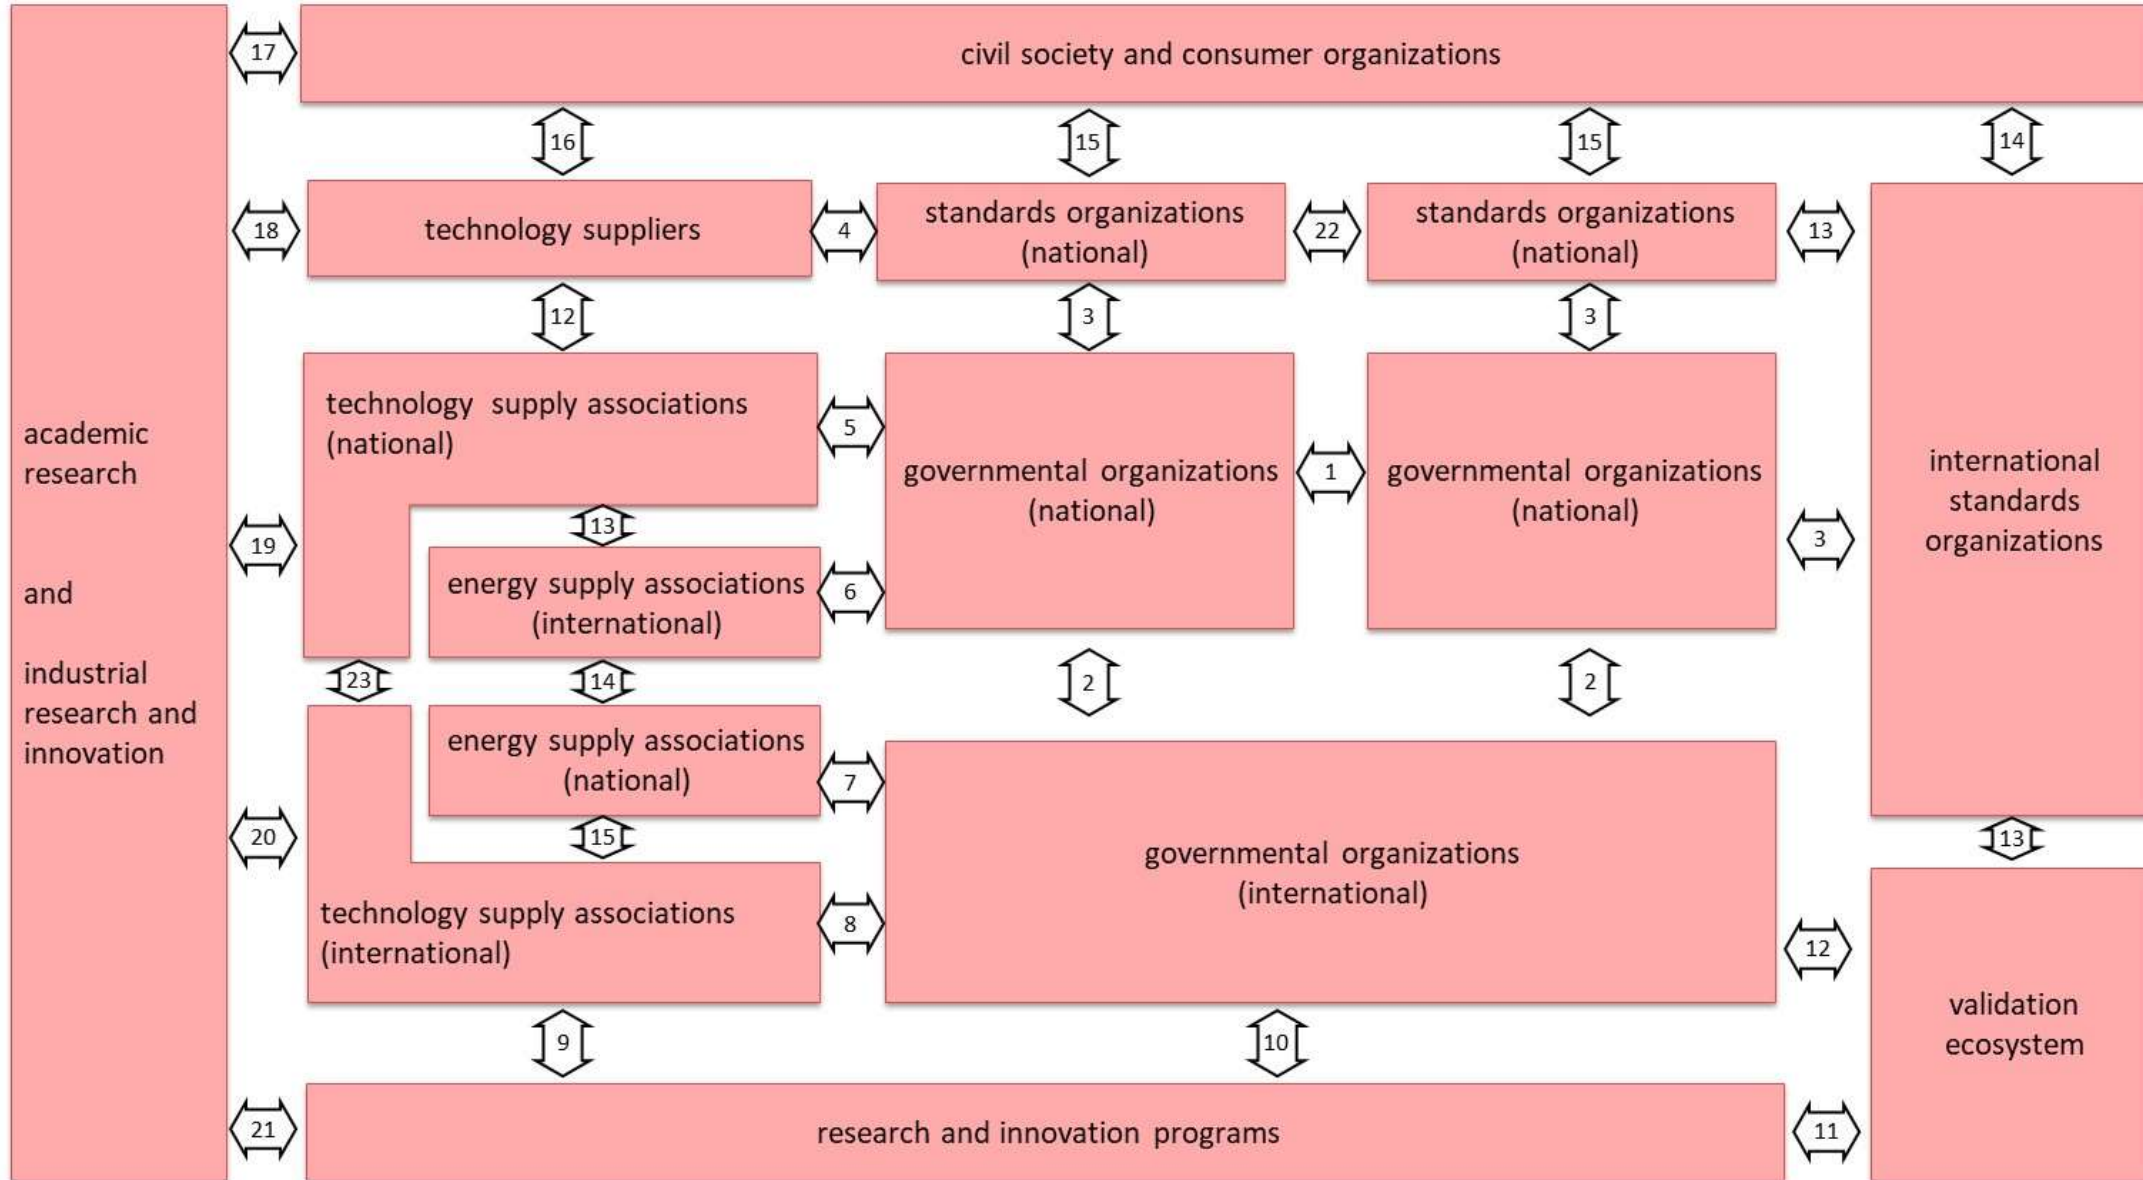 17
civil society and consumer organizations
16
15
15
14
18
technology suppliers
4
standards organizations
(national)
22
standards organizations
(national)
13
12
3
3
academic
research
and
industrial
research and
innovation
technology supply associations
(national)
5
governmental organizations
(national)
1
governmental organizations
(national)
international
standards
organizations
19
13
3
energy supply associations
(international)
6
23
14
2
2
energy supply associations
(national)
7
20
15
13
governmental organizations
(international)
technology supply associations
(international)
8
12
validation
ecosystem
9
10
21
research and innovation programs
11